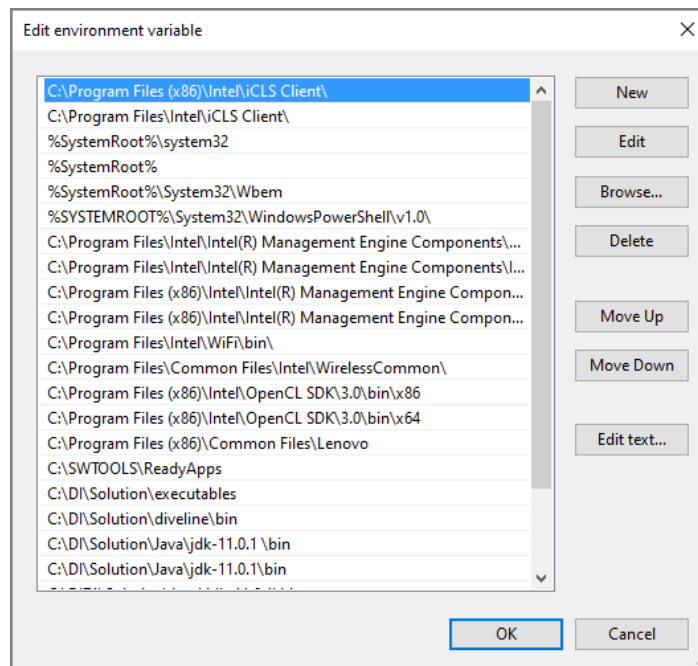 Edit environment variable
C:\Program Files (x86)\Intel\iCLS Client\
C:\Program Files\Intel\iCLS Client\
%SystemRoot%\system32
%SystemRoot%
%SystemRoot%\System32\Wbem
%SYSTEMROOT%\System32\WindowsPowerShell\v1.0\
C:\Program Files\Intel\Intel(R) Management Engine Components\...
C:\Program Files\Intel\Intel(R) Management Engine Components\I...
C:\Program Files (x86)\Intel\Intel(R) Management Engine Compon...
C:\Program Files (x86)\Intel\Intel(R) Management Engine Compon...
C:\Program Files\Intel\WiFi\bin\
C:\Program Files\Common Files\Intel\WirelessCommon\
C:\Program Files (x86)\Intel\OpenCL SDK\3.0\bin\x86
C:\Program Files (x86)\Intel\OpenCL SDK\3.0\bin\x64
C:\Program Files (x86)\Common Files\Lenovo
C:\SWTOOLS\ReadyApps
C:\DI\Solution\executables
C:\DI\Solution\diveline\bin
C:\DI\Solution\Java\jdk-11.0.1 \bin
C:\DI\Solution\Java\jdk-11.0.1\bin
New
Edit
Browse...
Delete
Move Up
Move Down
Edit text...
OK
Cancel